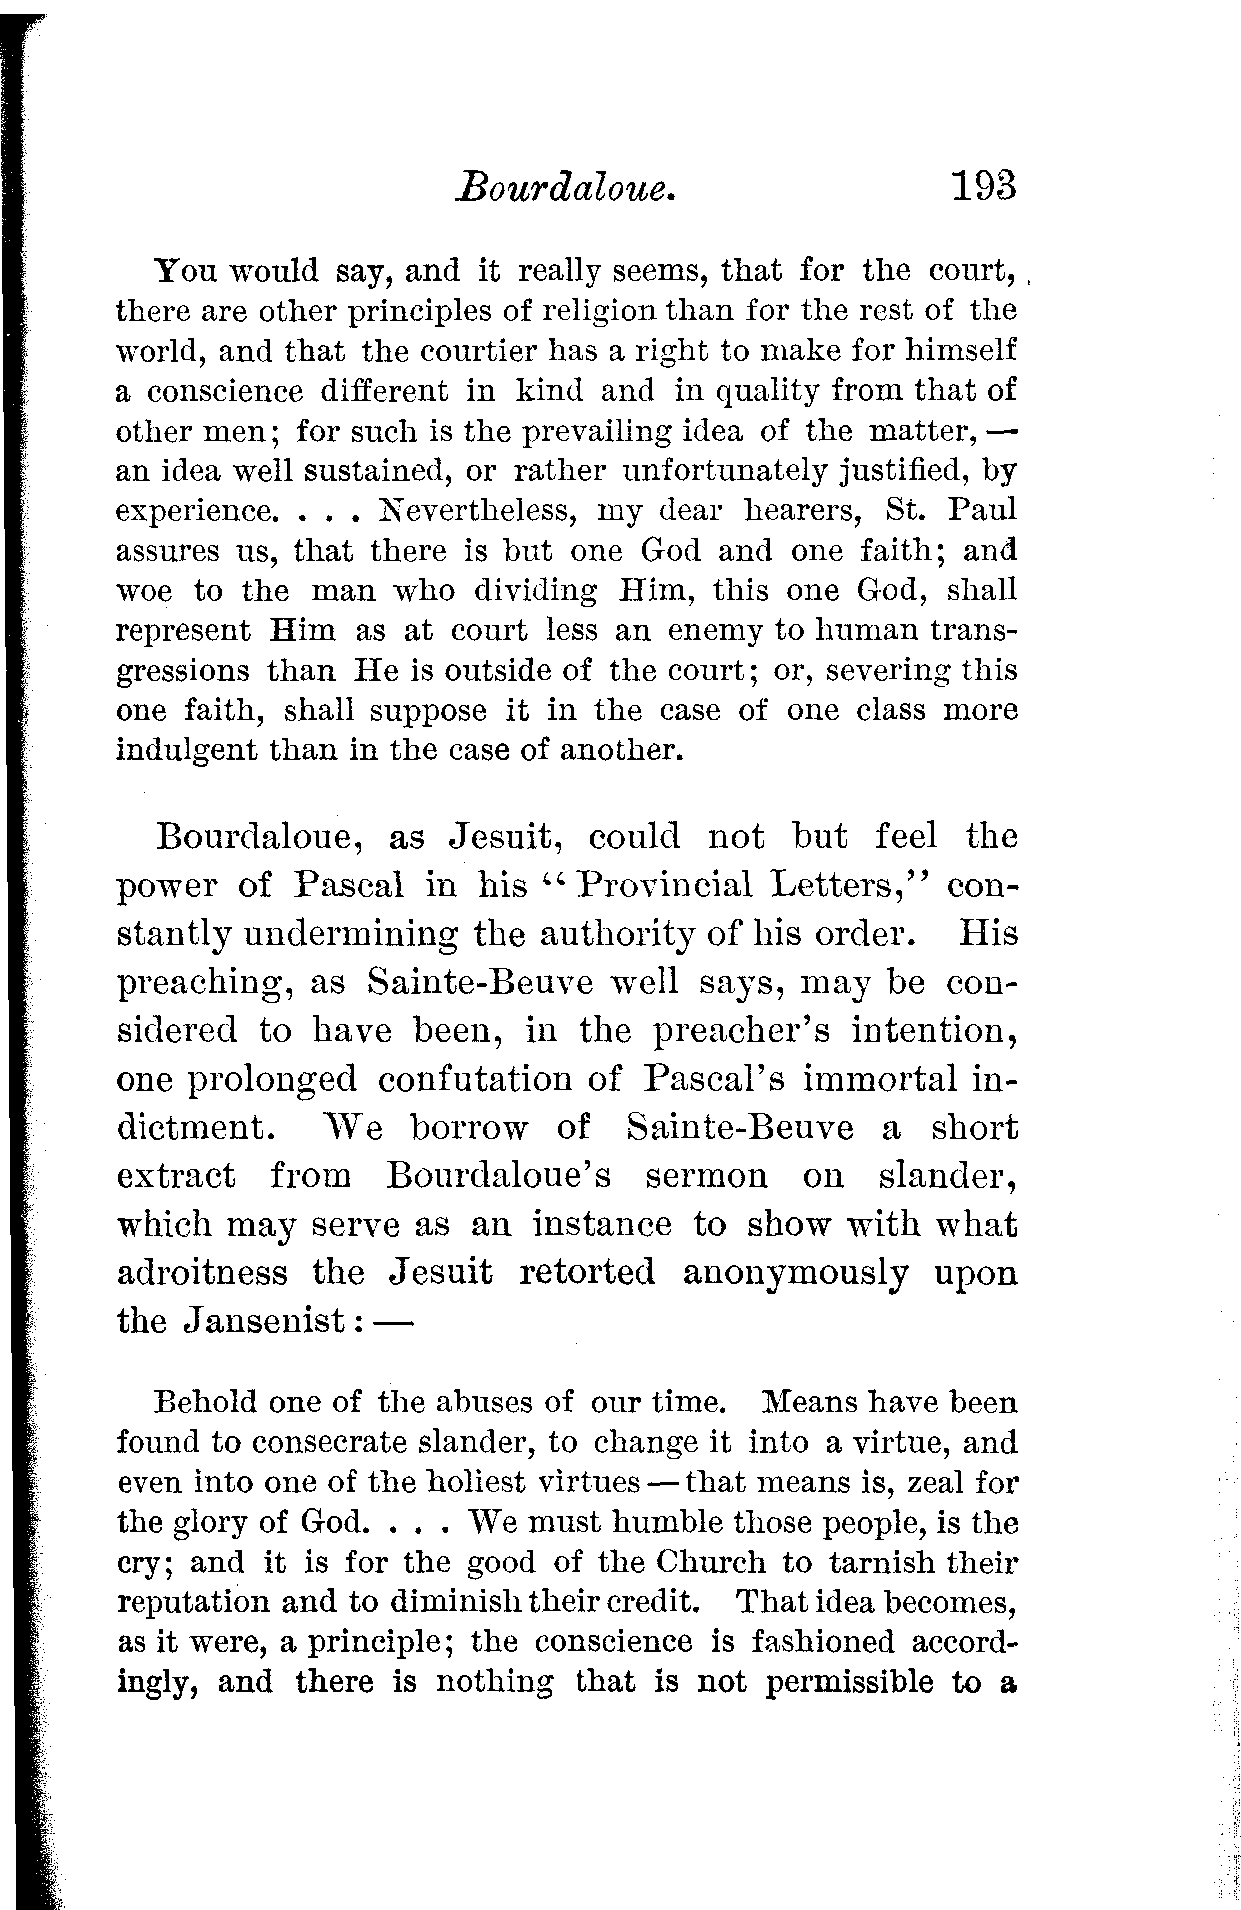 Bourdaloue. 193
You would say, and it really seems, that for the court,
there are other principles of religion than for the rest of the
world, and that the courtier has a right to make for himself
a conscience different in kind and in quality from that of
other men; for such is the prevailing idea of the matter, —
an idea well sustained, or rather unfortunately justified, by
experience. . . . Nevertheless, my dear hearers, St. Paul
assures us, that there is but one God and one faith; and
woe to the man who dividing Him, this one God, shall
represent Him as at court less an enemy to human trans-
gressions than He is outside of the court; or, severing this
one faith, shall suppose it in the case of one class more
indulgent than in the case of another.
Bourdaloue, as Jesuit, could not but feel the
power of Pascal in his “ Provincial Letters,” con-
stantly undermining the authority of his order. His
preaching, as Sainte-Beuve well says, may be con-
sidered to have been, in the preacher’s intention,
one prolonged confutation of Pascal’s immortal in-
dictment. We borrow of Sainte-Beuve a short
extract from Bourdaloue’s sermon on slander,
which may serve as an instance to show with what
adroitness the Jesuit retorted anonymously upon
the Jansenist : —
Behold one of the abuses of our time. Means have been
found to consecrate slander, to change it into a virtue, and
even into one of the holiest virtues — that means is, zeal for
the glory of God. . . . We must humble those people, is the
cry; and it is for the good of the Church to tarnish their
reputation and to diminish their credit. That idea becomes,
as it were, a principle; the conscience is fashioned accord-
ingly, and there is nothing that is not permissible to a